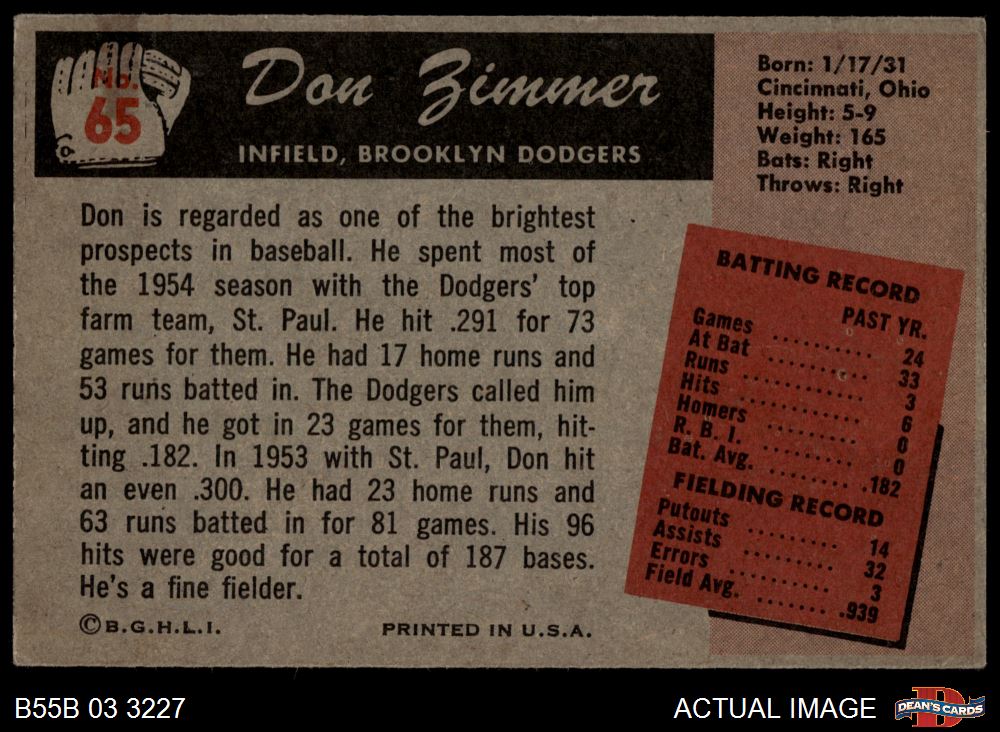 No.
65
Don Zimmer
INFIELD, BROOKLYN DODGERS
Born: 1/17/31
Cincinnati, Ohio
Height: 5-9
Weight: 165
Bats: Right
Throws: Right
Don is regarded as one of the brightest
prospects in baseball. He spent most of
the 1954 season with the Dodgers' top
farm team, St. Paul. He hit .291 for 73
games for them. He had 17 home runs and
53 runs batted in. The Dodgers called him
up, and he got in 23 games for them, hit-
ting .182. In 1953 with St. Paul, Don hit
an even .300. He had 23 home runs and
63 runs batted in for 81 games. His 96
hits were good for a total of 187 bases.
He's a fine fielder.
©B.G.H.L.I.
PRINTED IN U.S.A.
BATTING RECORD
PAST YR.
Games .......... 24
At Bat .......... 33
Runs .......... 3
Hits .......... 6
Homers .......... 0
R. B. I. .......... 0
Bat. Avg. ........ .182
FIELDING RECORD
Putouts ......... 14
Assists ......... 32
Errors .......... 3
Field Avg. ....... .939
B55B 03 3227
ACTUAL IMAGE
DEAN'S CARDS